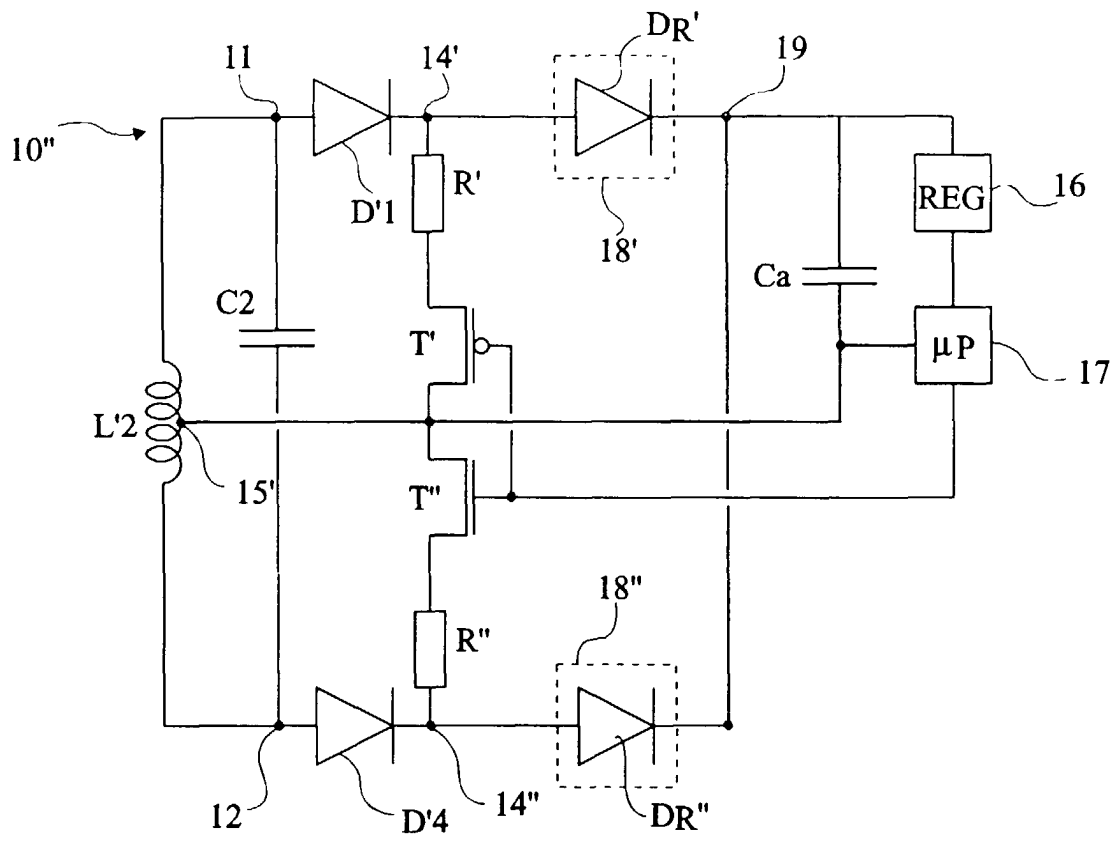 DR'
11
14'
19
10"
R'
D'1
18'
REG
16
C2
Ca
T'
µP
17
L'2
15'
T"
18"
R"
12
D'4
14"
DR"